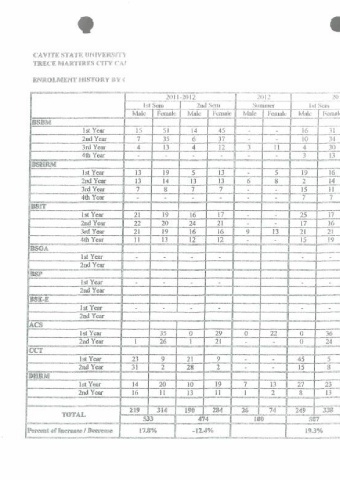 CAVITE STATE UNIVERSITY
TRECE MARTIRES CITY CA
ENROLMENT HISTORY BY
2011-2012 2012 20
1st Sem 2nd Sem Summer 1st Sem
Male Female Male Female Male Female Male Female
BSBM
1st Year 15 51 14 45 - - 16 31
2nd Year 7 35 6 37 - - 10 34
3rd Year 4 13 4 12 3 11 4 30
4th Year - - - - - - 3 13
BSHRM
1st Year 13 19 5 13 - 5 19 16
2nd Year 13 14 13 13 6 8 2 14
3rd Year 7 8 7 7 - - 15 11
4th Year - - - - 7 7
BSIT
1st Year 21 19 16 17 - - 25 17
2nd Year 22 20 24 21 - - 17 16
3rd Year 21 19 16 16 9 13 21 21
4th Year 11 13 12 12 - - 15 19
BSOA
1st Year - - - - - - - -
2nd Year
BSP
1st Year - - - - - - - -
2nd Year
BSE-E
1st Year - - - - - - - -
2nd Year
ACS
1st Year 35 0 29 0 22 0 36
2nd Year 1 26 1 21 - - 0 24
CCT
1st Year 23 9 21 9 - - 45 5
2nd Year 31 2 28 2 - - 15 8
DHRM
1st Year 14 20 10 19 7 13 27 23
2nd Year 16 11 13 11 1 2 8 13
TOTAL 219 314 190 284 26 74 249 338
533 474 100 587
Percent of Increase / Decrease 17.8% -12.4% 19.3%